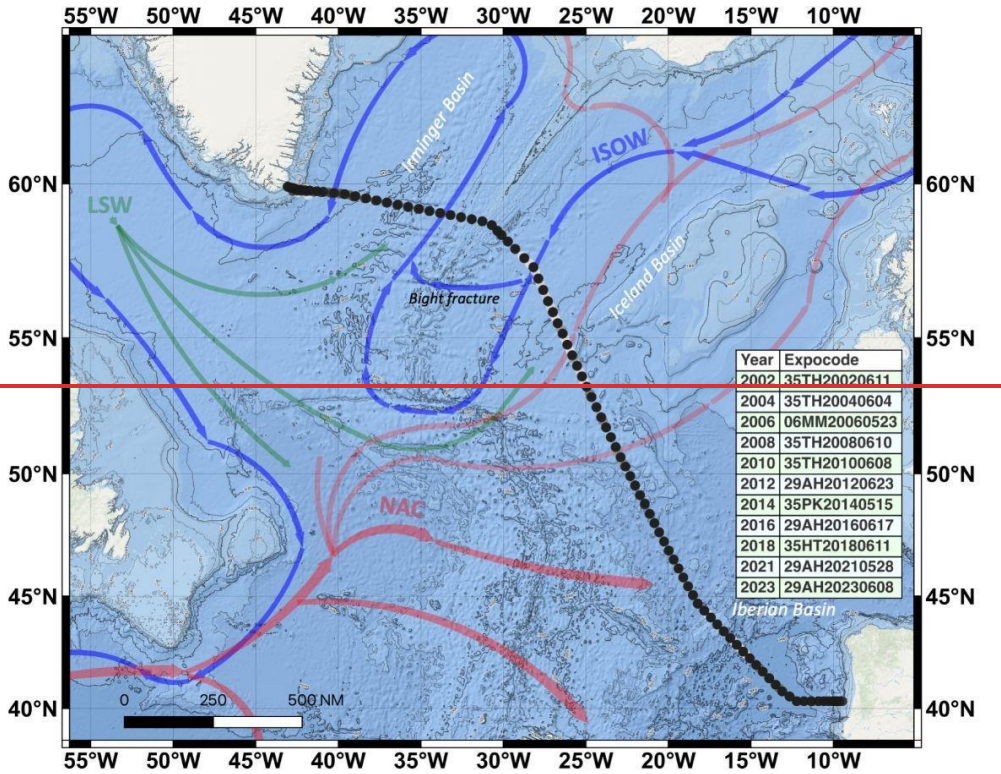 55°W 50°W 45°W 40°W 35°W 30°W 25°W 20°W 15°W 10°W
Irminger Basin
ISOW
60°N 60°N
LSW
Iceland Basin
Bight fracture
55°N 55°N
Year Expocode
2002 35TH20020611
2004 35TH20040604
2006 06MM20060523
2008 35TH20080610
50°N 50°N
2010 35TH20100608
2012 29AH20120623
NAC
2014 35PK20140515
2016 29AH20160617
2018 35HT20180611
2021 29AH20210528
2023 29AH20230608
45°N 45°N
Iberian Basin
0 250 500 NM
40°N 40°N
55°W 50°W 45°W 40°W 35°W 30°W 25°W 20°W 15°W 10°W